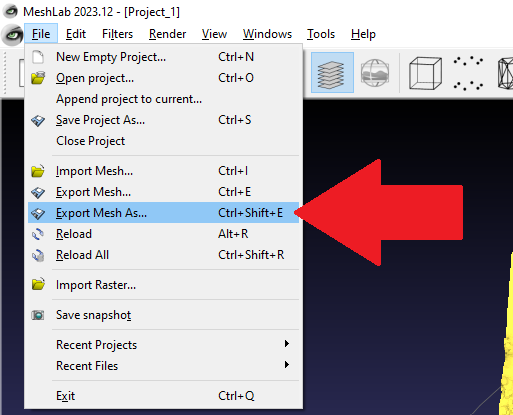 MeshLab 2023.12 - [Project_1]
File Edit Filters Render View Windows Tools Help
New Empty Project... Ctrl+N
Open project... Ctrl+O
Append project to current...
Save Project As... Ctrl+S
Close Project
Import Mesh... Ctrl+I
Export Mesh... Ctrl+E
Export Mesh As... Ctrl+Shift+E
Reload Alt+R
Reload All Ctrl+Shift+R
Import Raster...
Save snapshot
Recent Projects
Recent Files
Exit Ctrl+Q